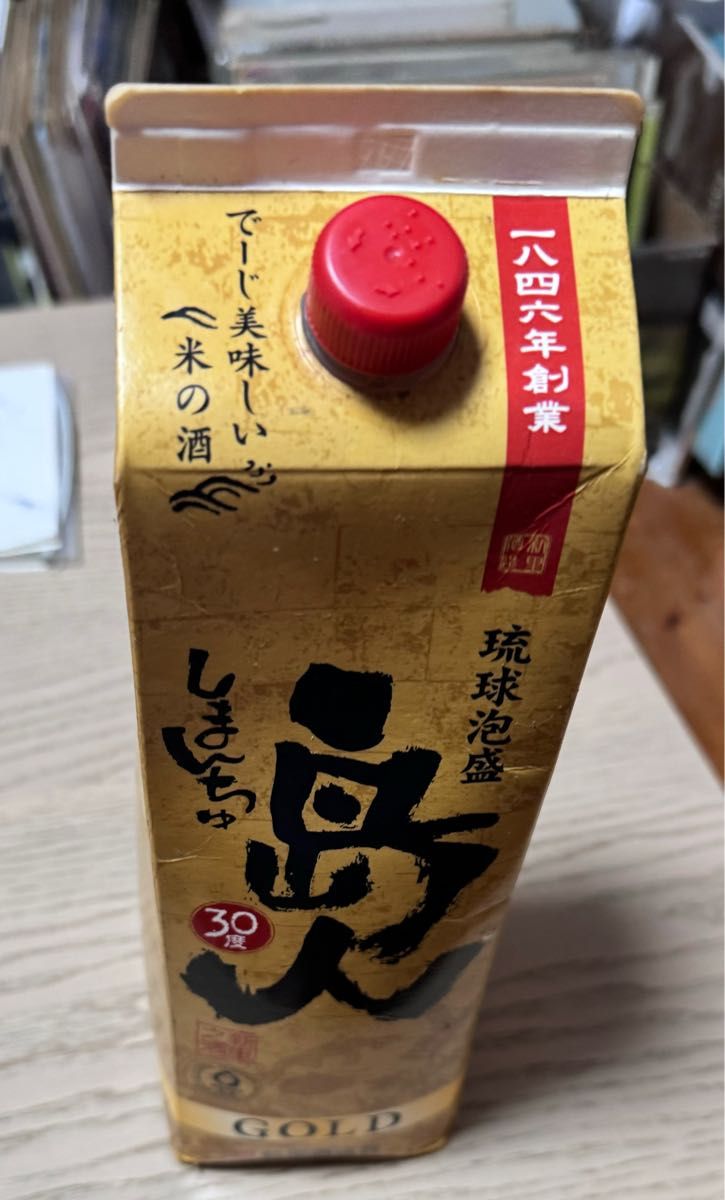 一八四六年創業
でーじ美味しい
米の酒
琉球泡盛
島人
しまんちゅ
30度
GOLD